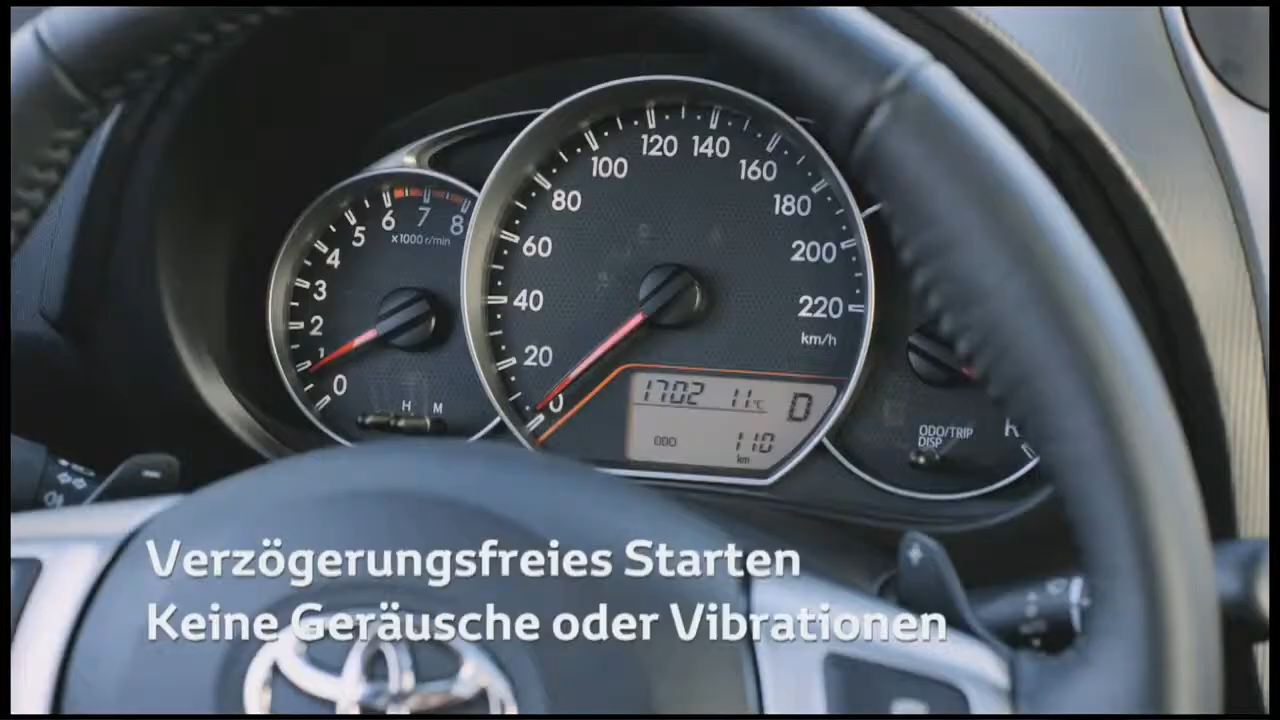 120 140
100 160
80 180
60 200
40 220
20 km/h
0
6 7 8
5 x1000 r/min
4
3
2
1
0
H M
1702 11°C D
ODO 110
km
ODO/TRIP
DISP
Verzögerungsfreies Starten
Keine Geräusche oder Vibrationen